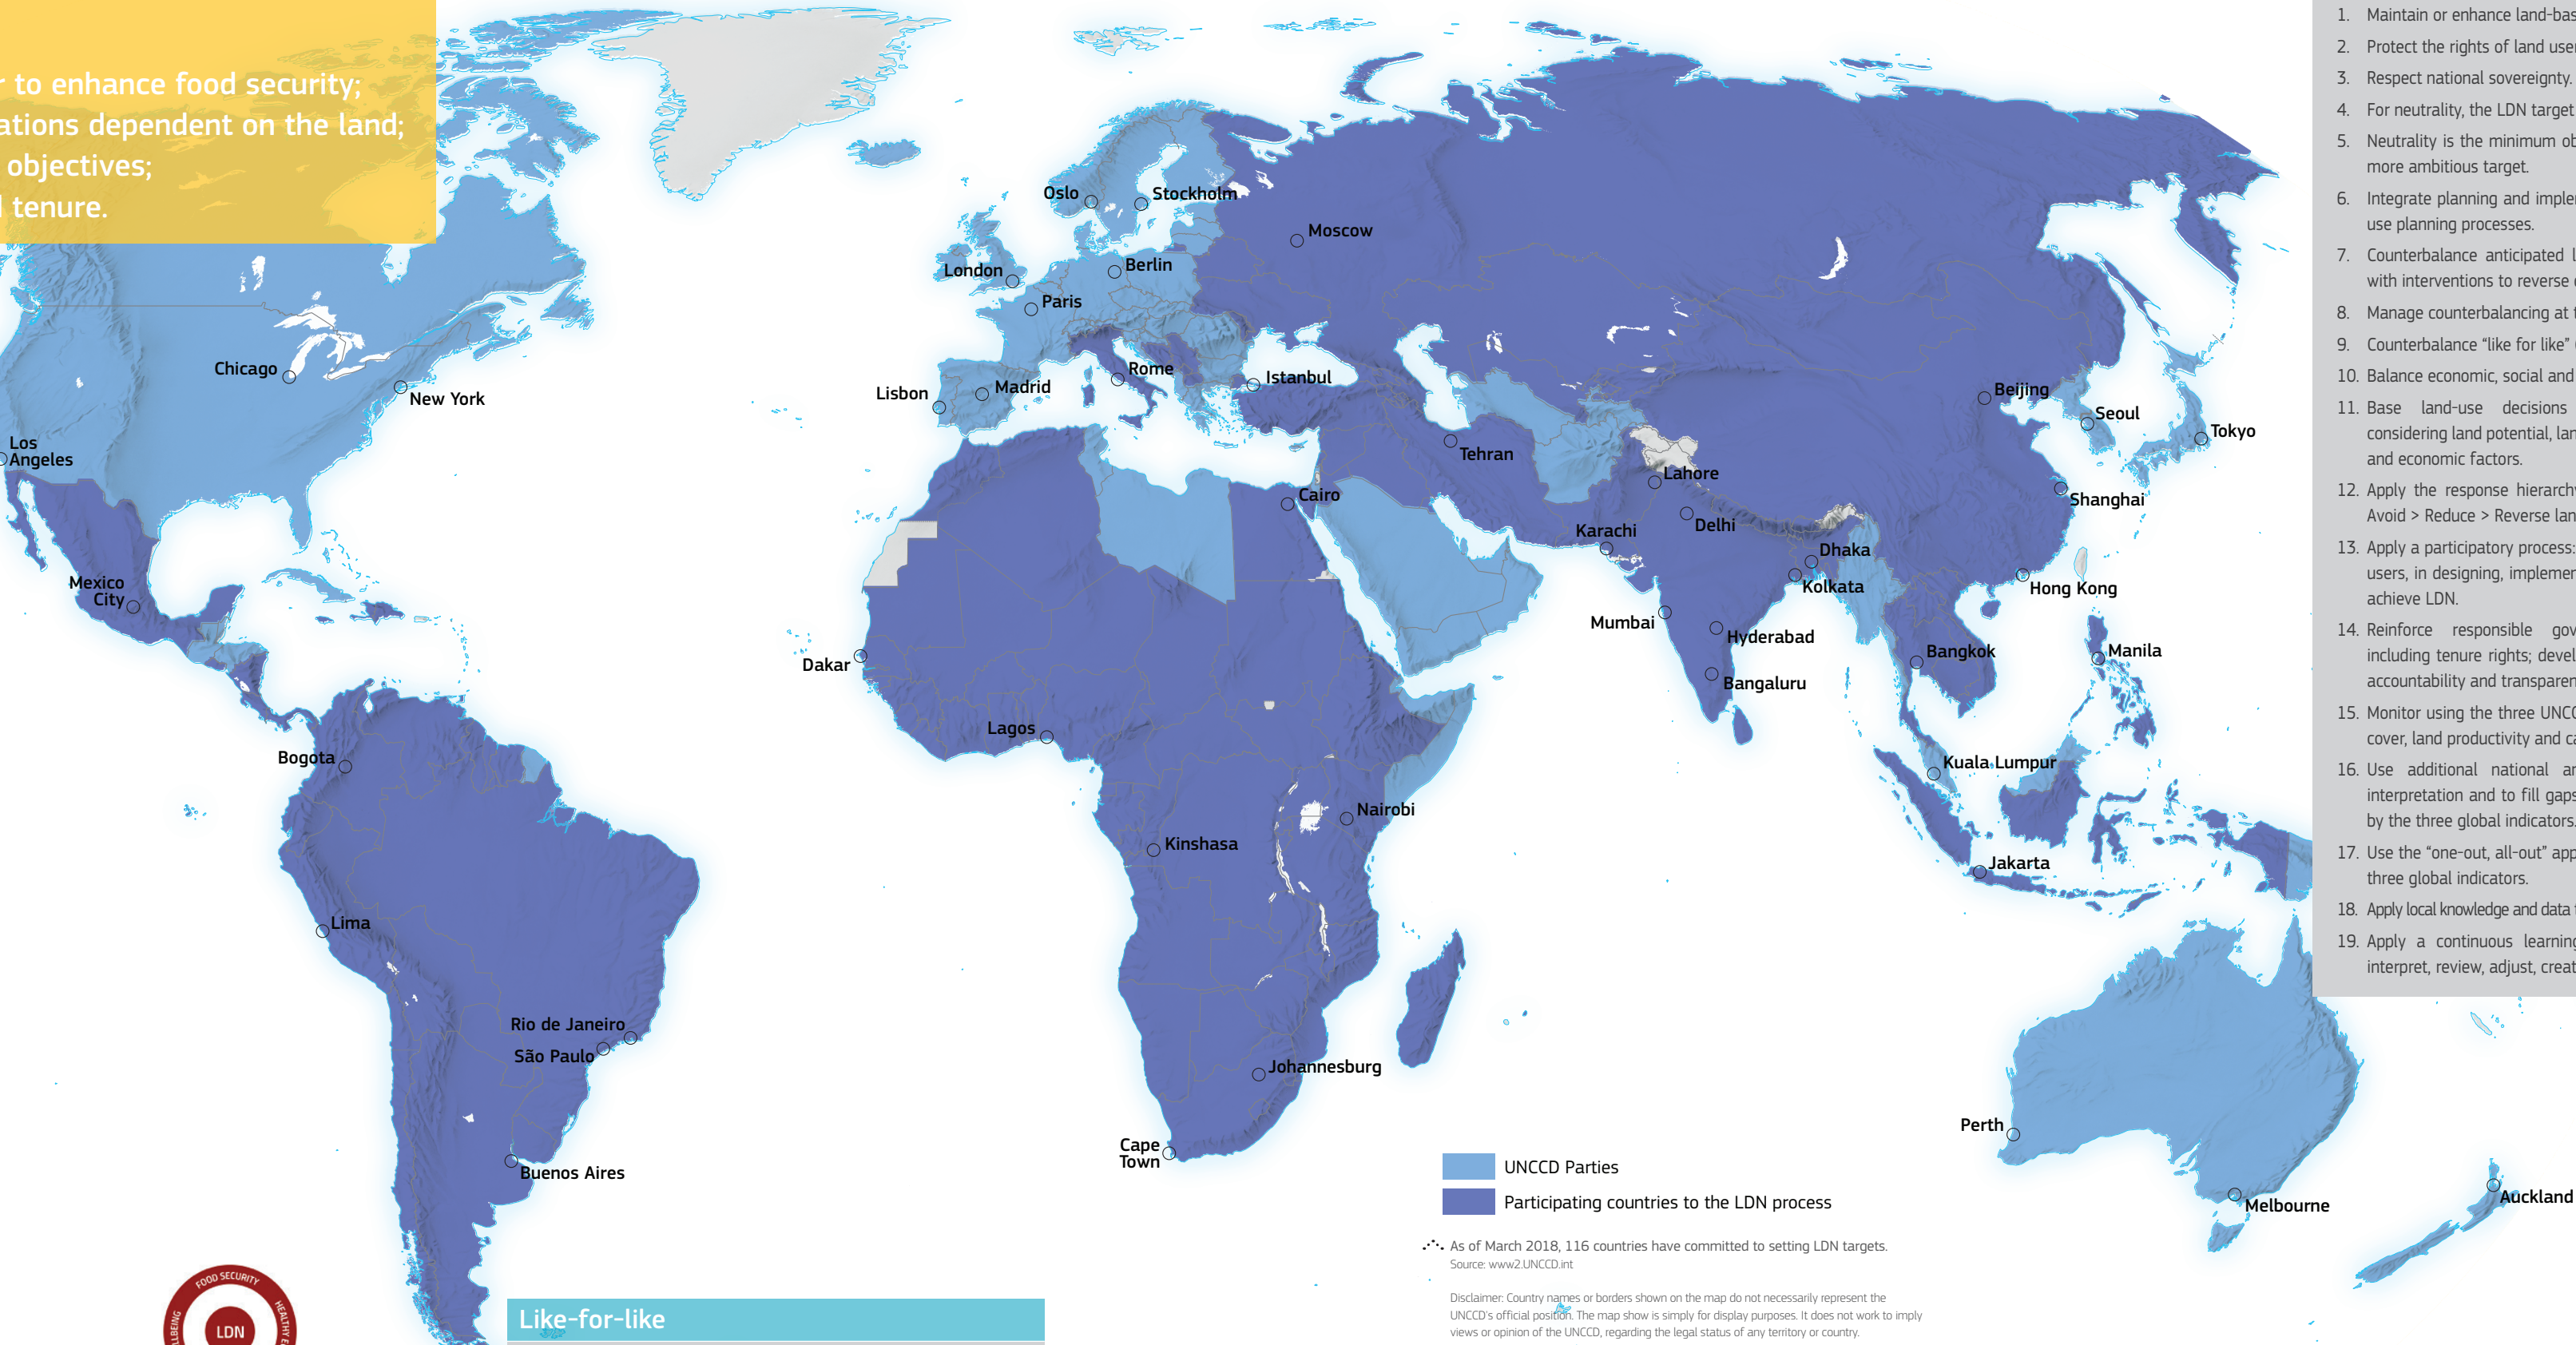 r to enhance food security;
ations dependent on the land;
objectives;
tenure.
Oslo
Stockholm
Moscow
London
Berlin
Paris
Chicago
New York
Lisbon
Madrid
Rome
Istanbul
Los
Angeles
Tehran
Beijing
Seoul
Tokyo
Lahore
Cairo
Shanghai
Karachi
Delhi
Dhaka
Kolkata
Hong Kong
Mexico
City
Mumbai
Hyderabad
Dakar
Bangkok
Manila
Bangaluru
Lagos
Bogota
Kuala Lumpur
Nairobi
Kinshasa
Jakarta
Lima
Rio de Janeiro
São Paulo
Johannesburg
Perth
Cape
Town
Buenos Aires
Melbourne
Auckland
1. Maintain or enhance land-bas
2. Protect the rights of land user
3. Respect national sovereignty.
4. For neutrality, the LDN target
5. Neutrality is the minimum ob
more ambitious target.
6. Integrate planning and implem
use planning processes.
7. Counterbalance anticipated l
with interventions to reverse
8. Manage counterbalancing at t
9. Counterbalance “like for like”
10. Balance economic, social and
11. Base land-use decisions
considering land potential, lan
and economic factors.
12. Apply the response hierarchy
Avoid > Reduce > Reverse lan
13. Apply a participatory process:
users, in designing, implemen
achieve LDN.
14. Reinforce responsible gov
including tenure rights; devel
accountability and transparen
15. Monitor using the three UNCC
cover, land productivity and ca
16. Use additional national an
interpretation and to fill gaps
by the three global indicators.
17. Use the “one-out, all-out” app
three global indicators.
18. Apply local knowledge and data t
19. Apply a continuous learning
interpret, review, adjust, creat
UNCCD Parties
Participating countries to the LDN process
As of March 2018, 116 countries have committed to setting LDN targets.
Source: www2.UNCCD.int
Disclaimer: Country names or borders shown on the map do not necessarily represent the
UNCCD's official position. The map show is simply for display purposes. It does not work to imply
views or opinion of the UNCCD, regarding the legal status of any territory or country.
FOOD SECURITY
HEALTHY E
LLBEING
LDN
Like-for-like